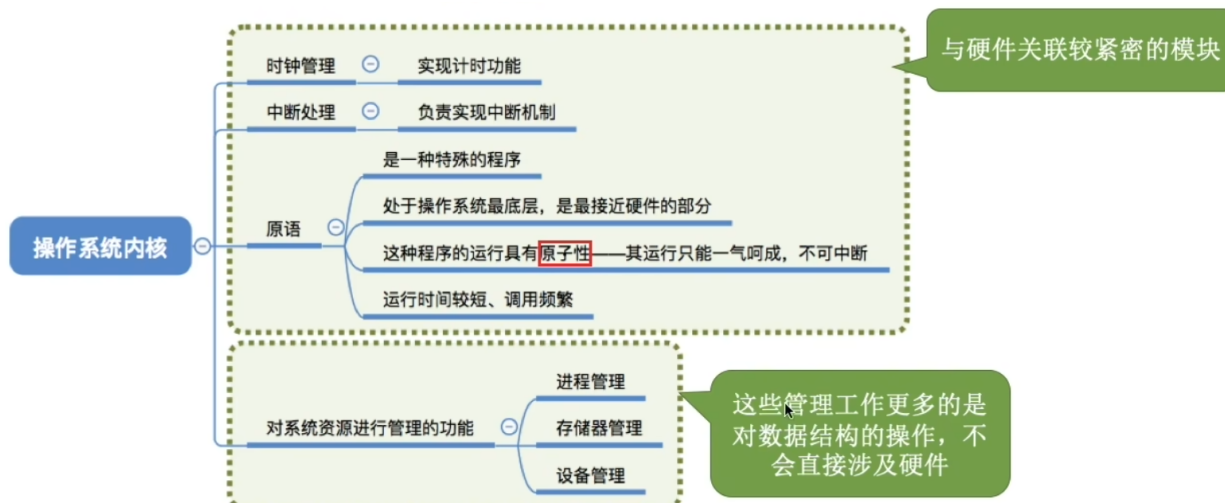 与硬件关联较紧密的模块
时钟管理
实现计时功能
中断处理
负责实现中断机制
是一种特殊的程序
处于操作系统最底层，是最接近硬件的部分
原语
操作系统内核
这种程序的运行具有原子性——其运行只能一气呵成，不可中断
运行时间较短、调用频繁
进程管理
对系统资源进行管理的功能
存储器管理
设备管理
这些管理工作更多的是
对数据结构的操作，不
会直接涉及硬件